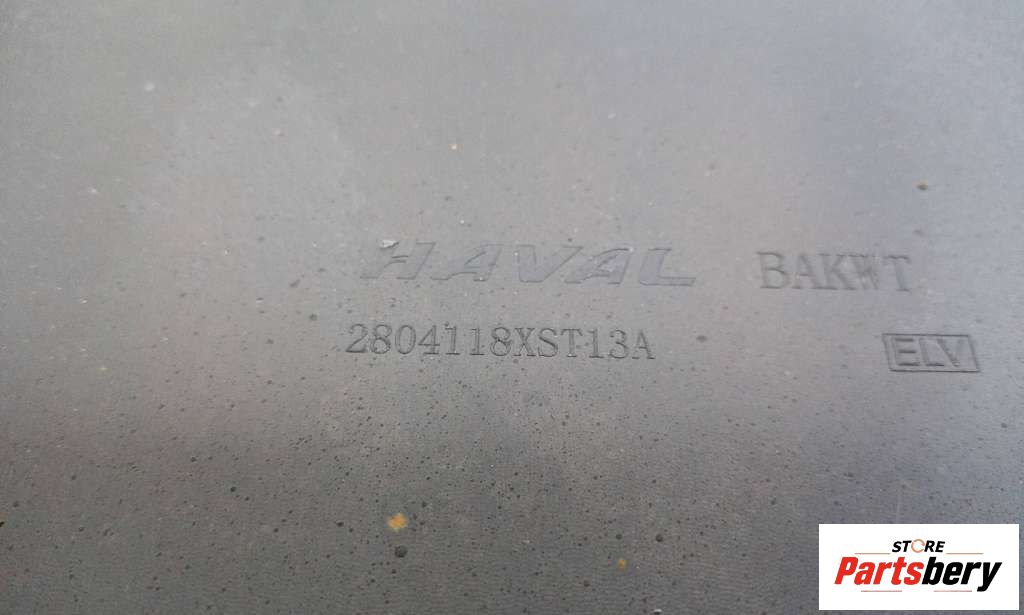 HAVAL BAKWT
2804118XST13A
ELV
STORE
Partsbery